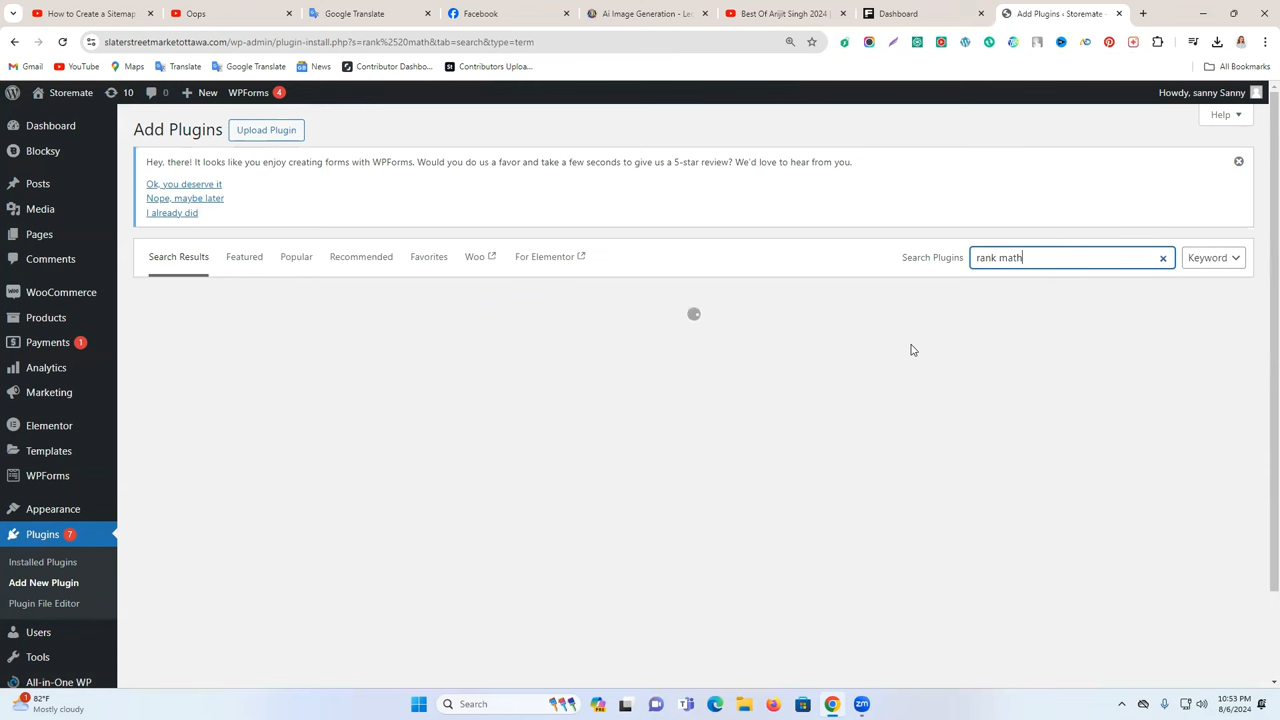 How to Create a Sitemap
Oops
Google Translate
Facebook
Ai Image Generation - Le
Best Of Arijit Singh 2024 |
Dashboard
Add Plugins ‹ Storemate
slaterstreetmarketottawa.com/wp-admin/plugin-install.php?s=rank%2520math&tab=search&type=term
Gmail
YouTube
Maps
Translate
Google Translate
News
Contributor Dashbo...
Contributors Uploa...
All Bookmarks
Storemate
10
0
New
WPForms 4
Howdy, sanny Sanny
Dashboard
Blocksy
Posts
Media
Pages
Comments
WooCommerce
Products
Payments 1
Analytics
Marketing
Elementor
Templates
WPForms
Appearance
Plugins 7
Installed Plugins
Add New Plugin
Plugin File Editor
Users
Tools
All-in-One WP
Help
Add Plugins
Upload Plugin
Hey, there! It looks like you enjoy creating forms with WPForms. Would you do us a favor and take a few seconds to give us a 5-star review? We'd love to hear from you.
Ok, you deserve it
Nope, maybe later
I already did
Search Results
Featured
Popular
Recommended
Favorites
Woo
For Elementor
Search Plugins
rank math
Keyword
1
82°F
Mostly cloudy
Search
10:53 PM
8/6/2024